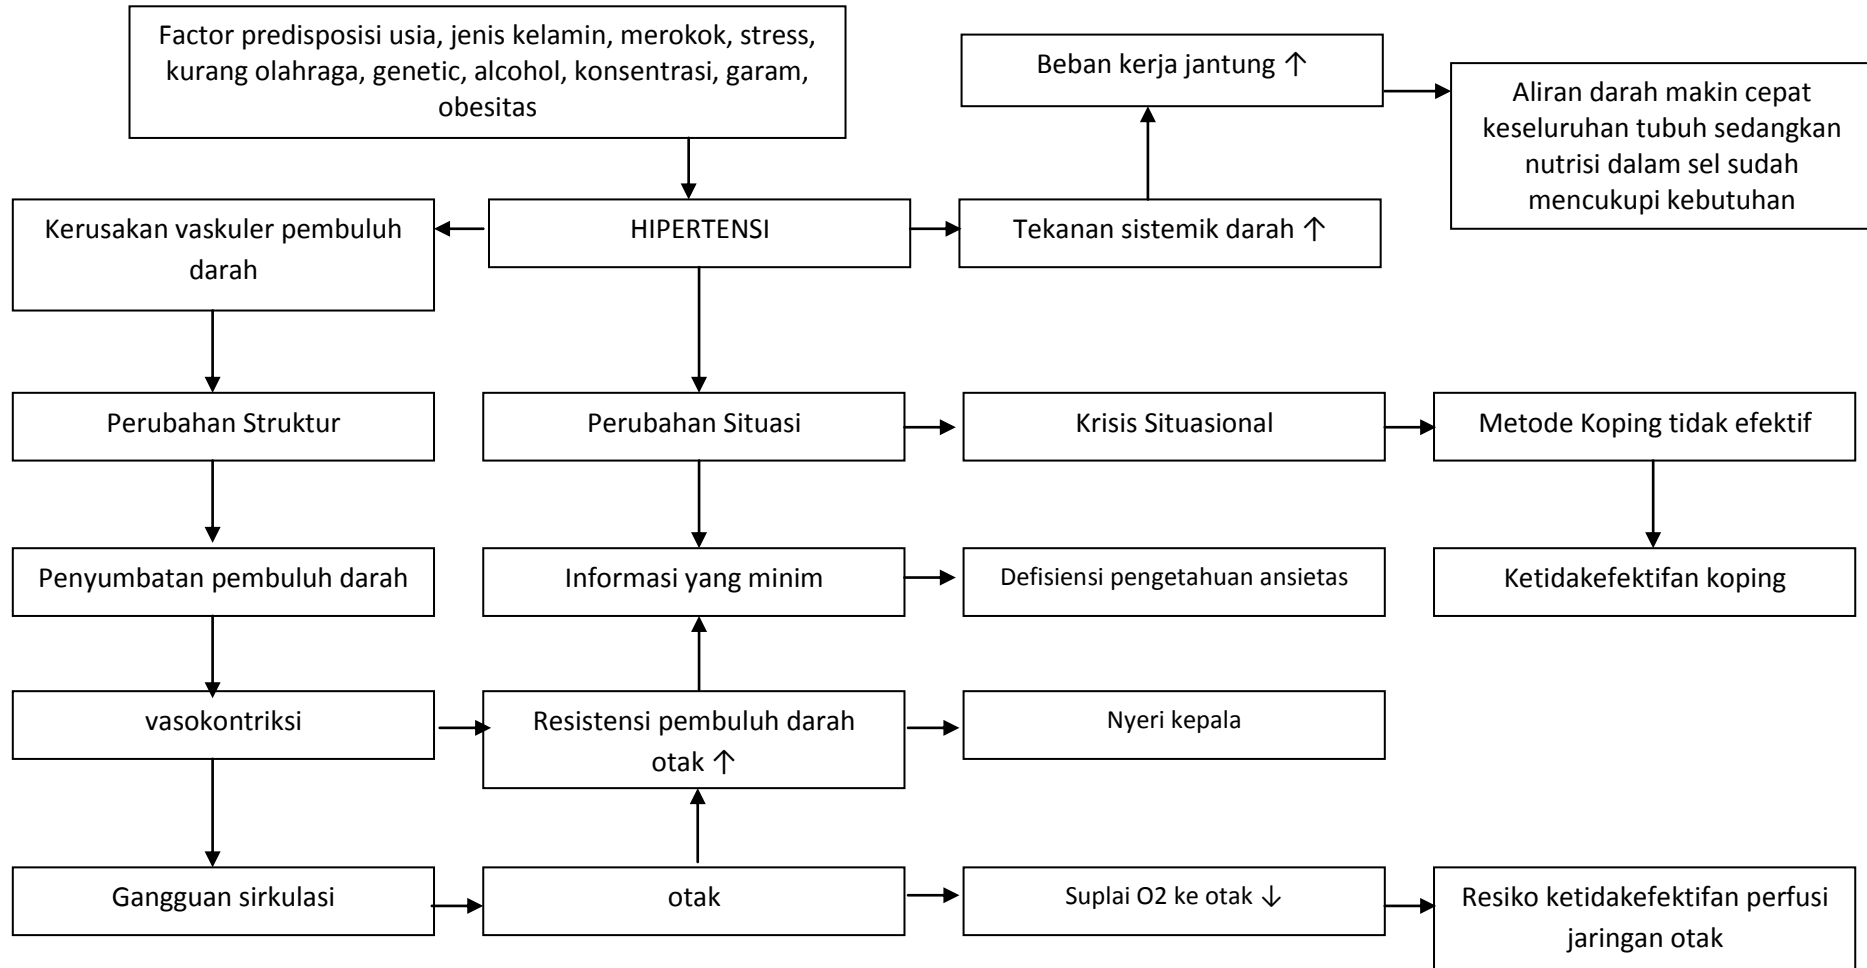 Factor predisposisi usia, jenis kelamin, merokok, stress,
kurang olahraga, genetic, alcohol, konsentrasi, garam,
obesitas
Beban kerja jantung ↑
Aliran darah makin cepat
keseluruhan tubuh sedangkan
nutrisi dalam sel sudah
mencukupi kebutuhan
Kerusakan vaskuler pembuluh
darah
HIPERTENSI
Tekanan sistemik darah ↑
Perubahan Struktur
Perubahan Situasi
Krisis Situasional
Metode Koping tidak efektif
Penyumbatan pembuluh darah
Informasi yang minim
Defisiensi pengetahuan ansietas
Ketidakefektifan koping
vasokontriksi
Resistensi pembuluh darah
otak ↑
Nyeri kepala
Gangguan sirkulasi
otak
Suplai O2 ke otak ↓
Resiko ketidakefektifan perfusi
jaringan otak